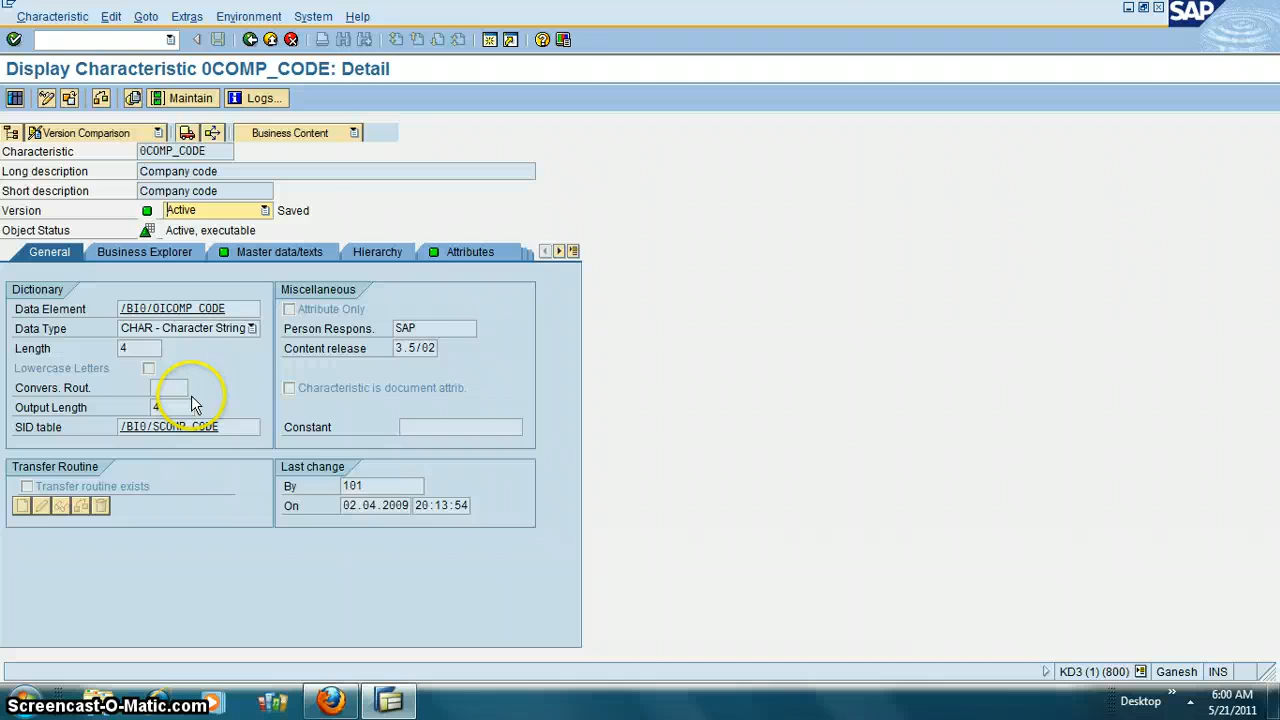 Characteristic Edit Goto Extras Environment System Help
SAP
Display Characteristic 0COMP_CODE: Detail
Maintain Logs...
Version Comparison Business Content
Characteristic 0COMP_CODE
Long description Company code
Short description Company code
Version Active Saved
Object Status Active, executable
General Business Explorer Master data/texts Hierarchy Attributes
Dictionary
Data Element /BI0/OICOMP_CODE
Data Type CHAR - Character String
Length 4
Lowercase Letters
Convers. Rout.
Output Length 4
SID table /BI0/SCOMP_CODE
Miscellaneous
Attribute Only
Person Respons. SAP
Content release 3.5/02
Characteristic is document attrib.
Constant
Transfer Routine
Transfer routine exists
Last change
By 101
On 02.04.2009 20:13:54
KD3 (1) (800) Ganesh INS
Screencast-O-Matic.com
Desktop
6:00 AM
5/21/2011